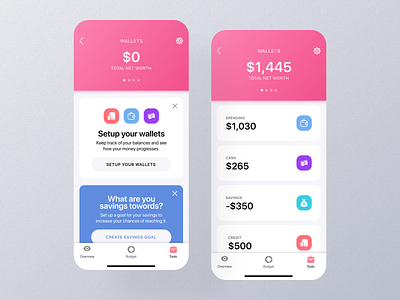 WALLETS
$0
TOTAL NET WORTH
Setup your wallets
Keep track of your balances and see
how your money progresses.
SETUP YOUR WALLETS
What are you
savings towords?
Set up a goal for your savings to
increase your chances of reaching it.
CREATE SAVINGS GOAL
Overview
Budget
Tools
WALLETS
$1,445
TOTAL NET WORTH
SPENDING
$1,030
CASH
$265
SAVINGS
-$350
CREDIT
$500
Overview
Budget
Tools